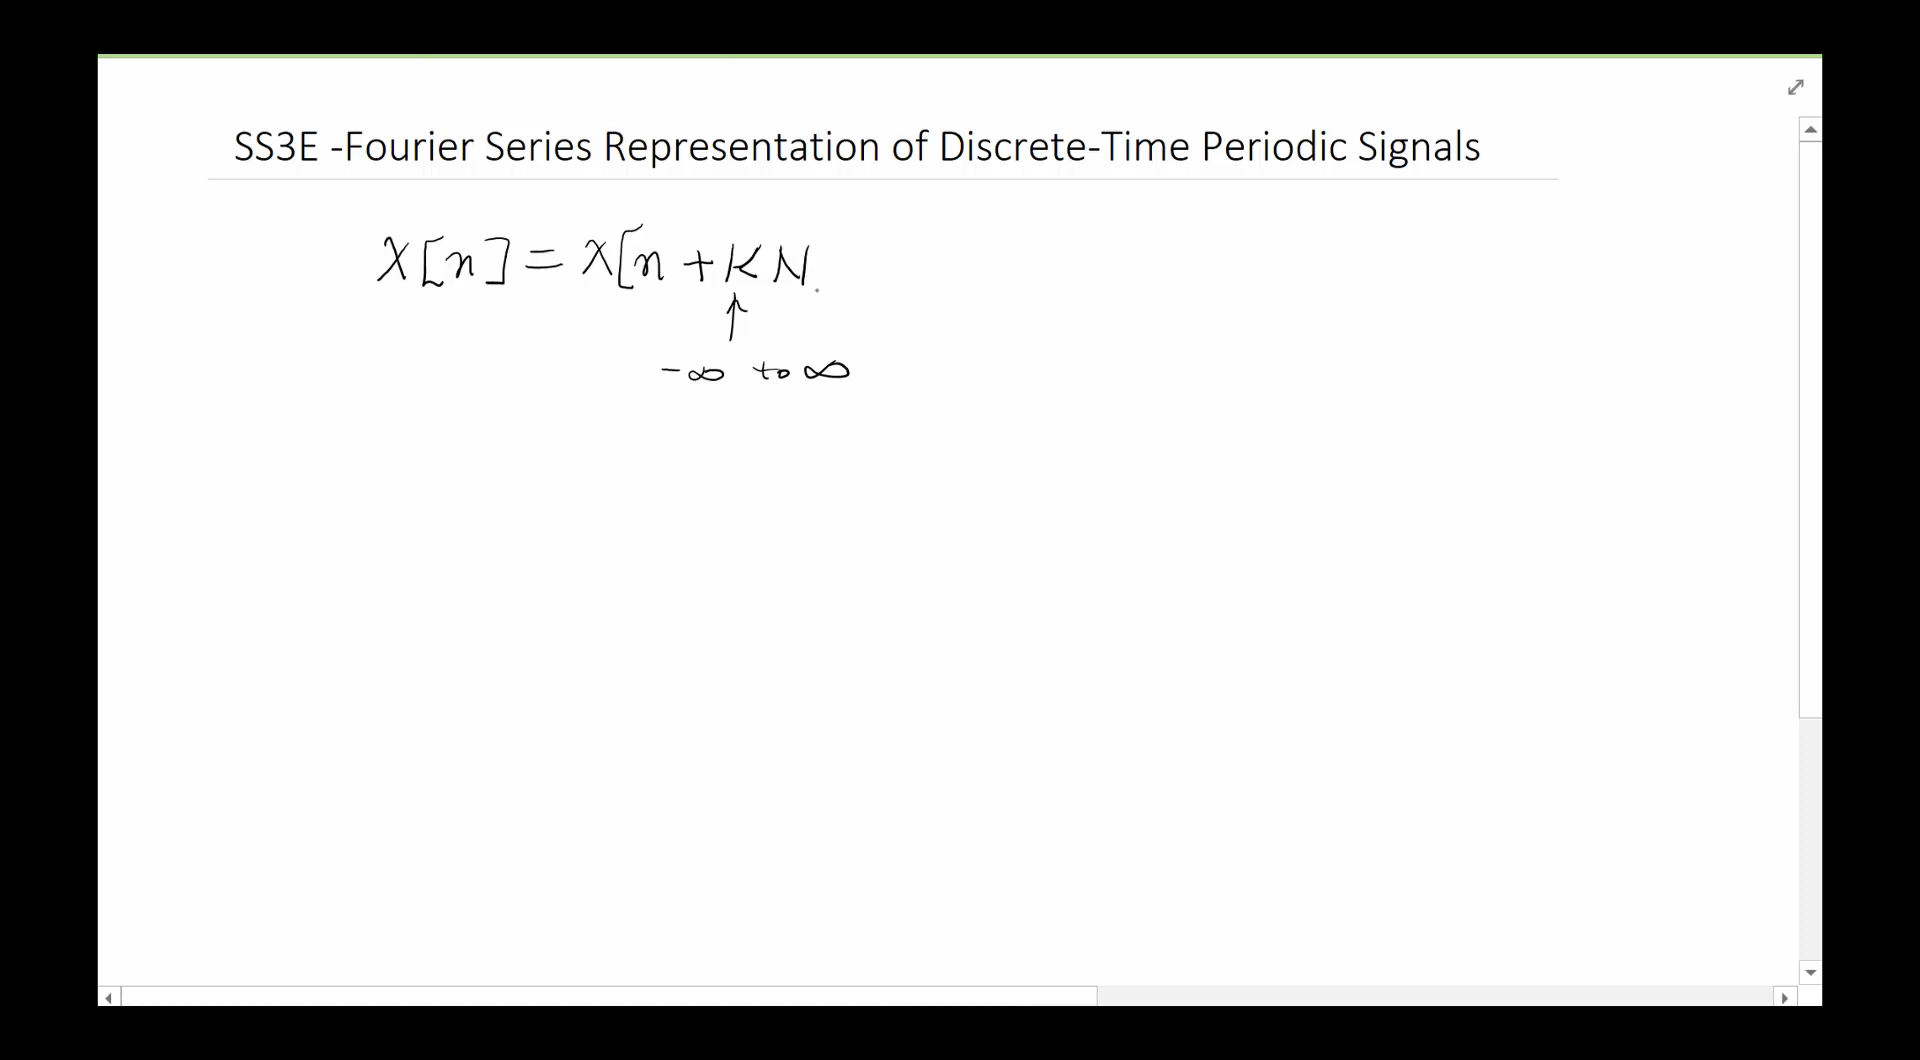 SS3E -Fourier Series Representation of Discrete-Time Periodic Signals
x[n] = x[n + KN
↑
-∞ to ∞